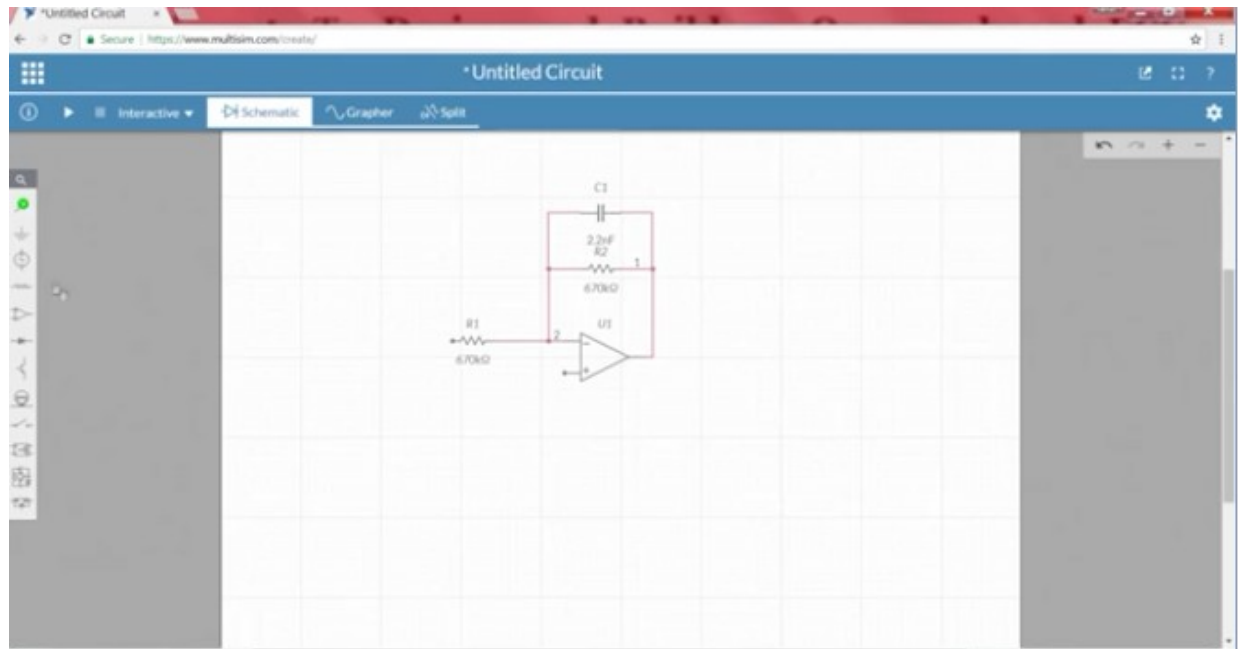 *Untitled Circuit
Secure | https://www.multisim.com/create/
* Untitled Circuit
Interactive
Schematic
Grapher
Split
C1
2.2nF
R2
1
670kΩ
R1
U1
2
670kΩ